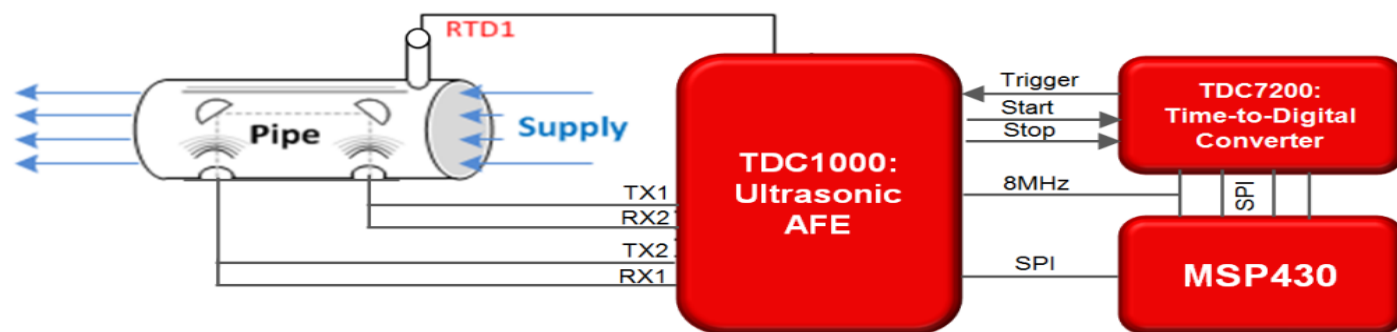 RTD1
Pipe
Supply
TX1
RX2
TX2
RX1
TDC1000:
Ultrasonic
AFE
Trigger
Start
Stop
8MHz
SPI
TDC7200:
Time-to-Digital
Converter
SPI
MSP430